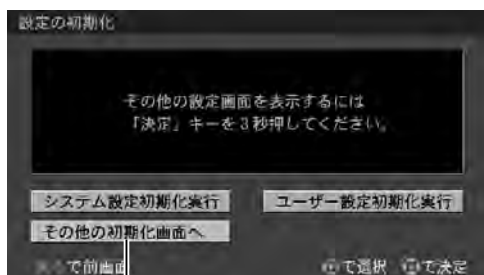 設定の初期化
その他の設定画面を表示するには
「決定」キーを3秒押してください。
システム設定初期化実行
ユーザー設定初期化実行
その他の初期化画面へ
で前画面
で選択
で決定